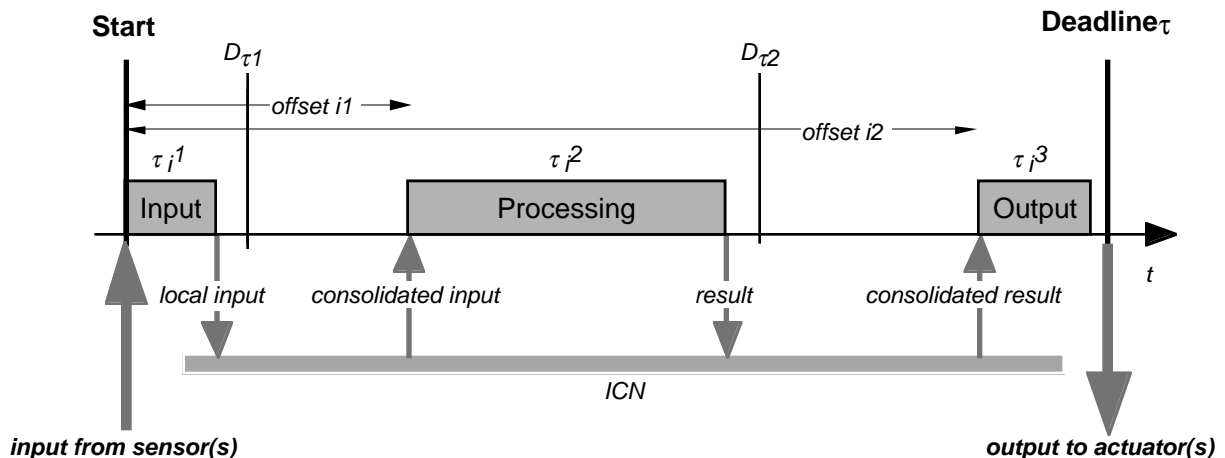 Start
Deadlineτ
Dτ1
Dτ2
offset i1
offset i2
τi1
τi2
τi3
Input
Processing
Output
t
local input
consolidated input
result
consolidated result
ICN
input from sensor(s)
output to actuator(s)